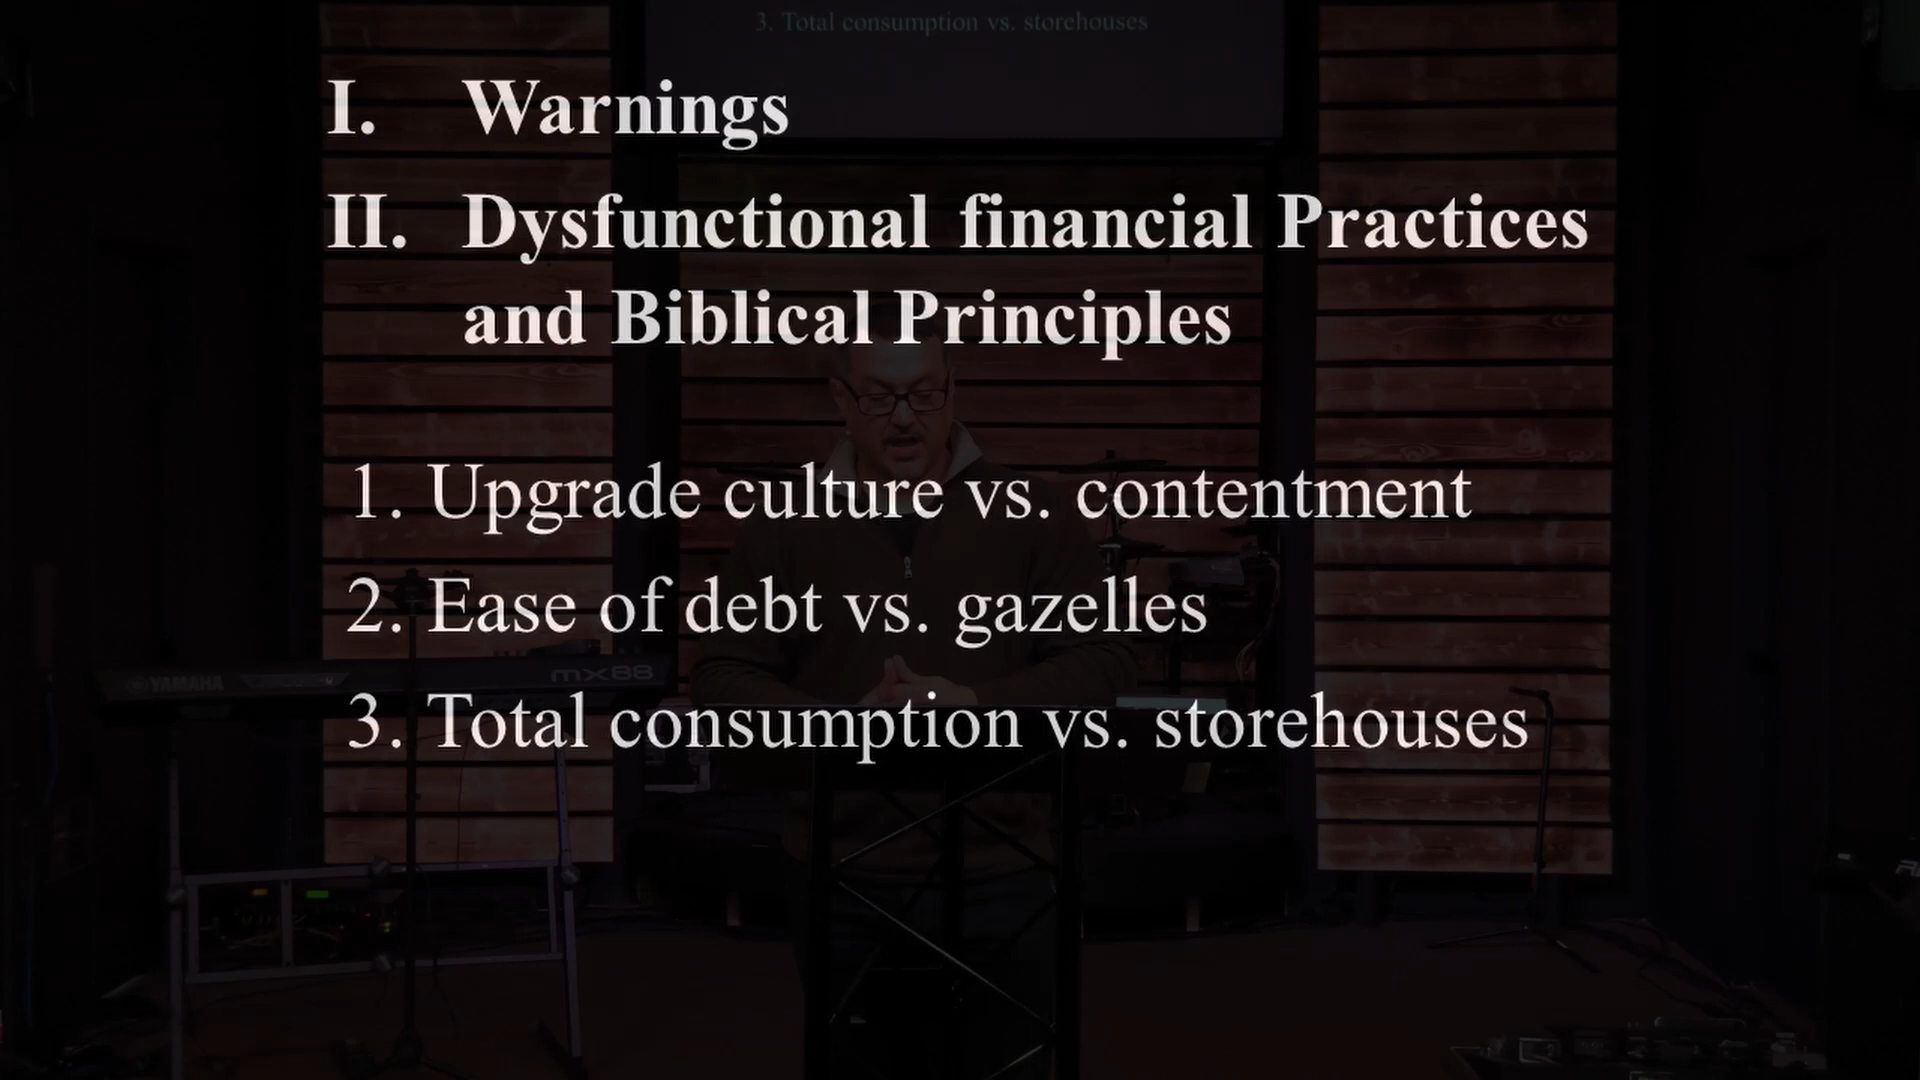 3. Total consumption vs. storehouses
I. Warnings
II. Dysfunctional financial Practices
and Biblical Principles
1. Upgrade culture vs. contentment
2. Ease of debt vs. gazelles
3. Total consumption vs. storehouses
YAMAHA
mx88